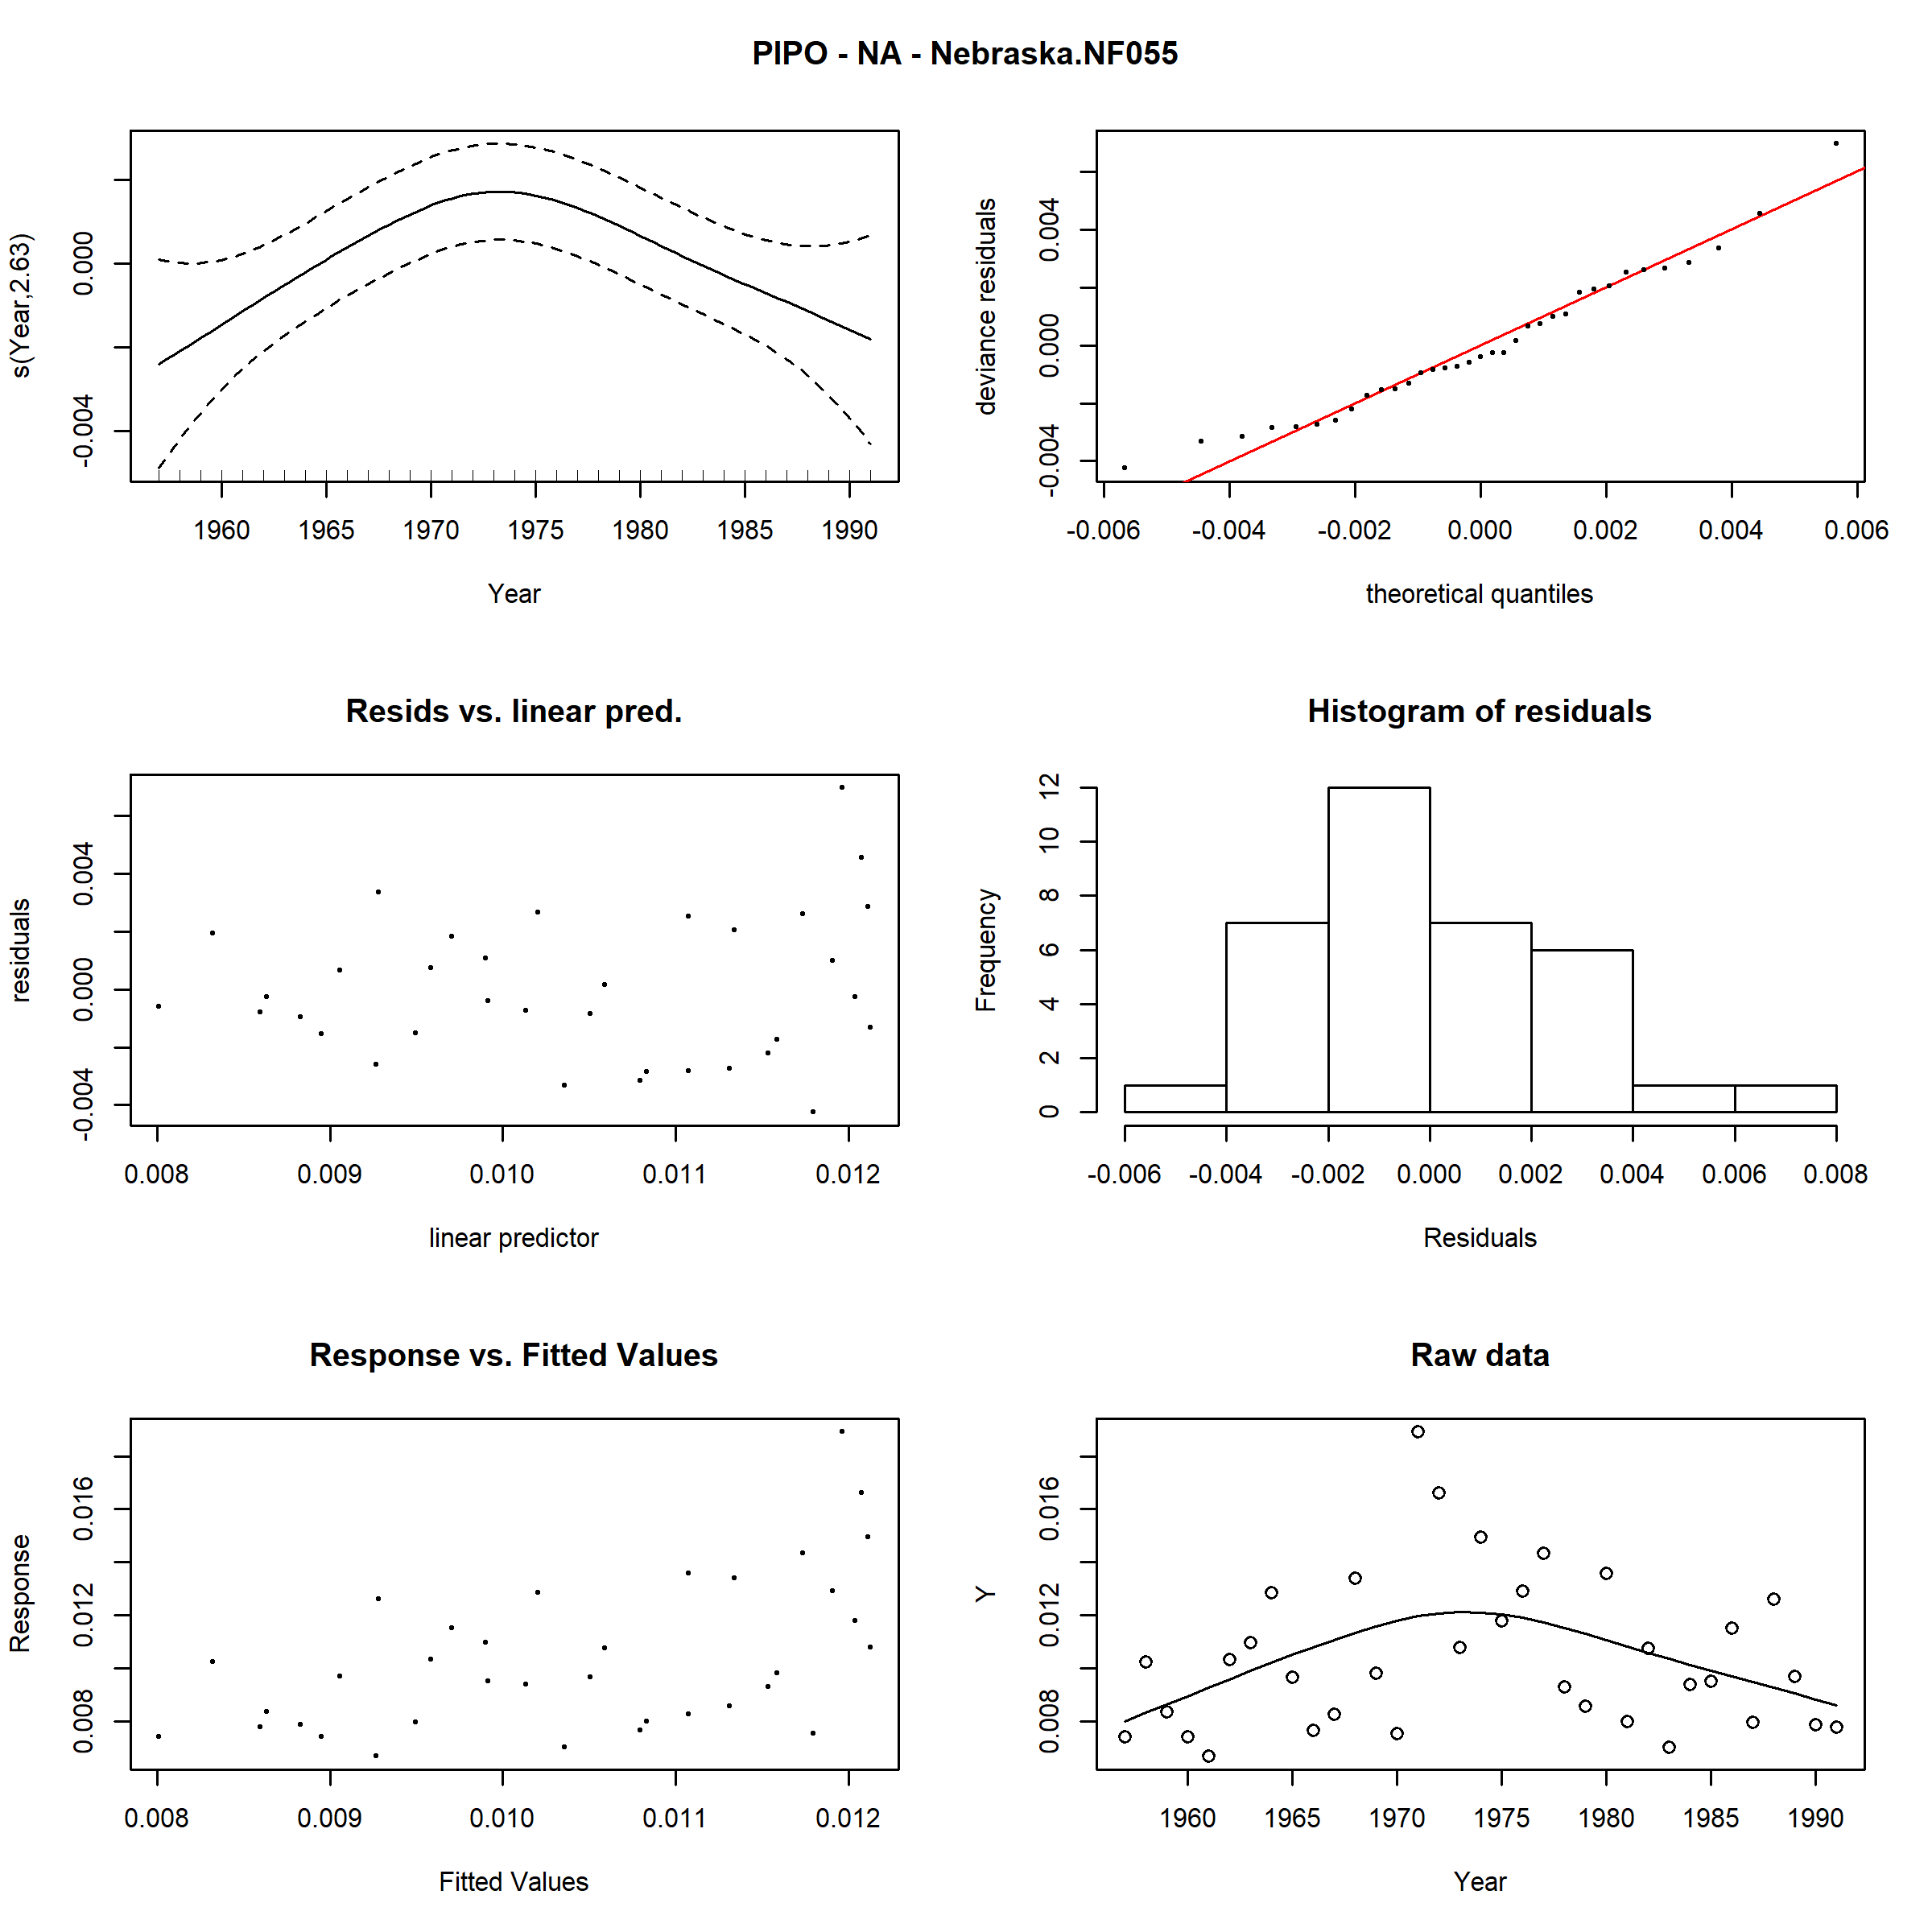 PIPO - NA - Nebraska.NF055
s(Year,2.63)
-0.004 0.000
1960 1965 1970 1975 1980 1985 1990
Year
deviance residuals
-0.004 0.000 0.004
-0.006 -0.004 -0.002 0.000 0.002 0.004 0.006
theoretical quantiles
Resids vs. linear pred.
residuals
-0.004 0.000 0.004
0.008 0.009 0.010 0.011 0.012
linear predictor
Histogram of residuals
Frequency
0 2 4 6 8 10 12
-0.006 -0.004 -0.002 0.000 0.002 0.004 0.006 0.008
Residuals
Response vs. Fitted Values
Response
0.008 0.012 0.016
0.008 0.009 0.010 0.011 0.012
Fitted Values
Raw data
Y
0.008 0.012 0.016
1960 1965 1970 1975 1980 1985 1990
Year